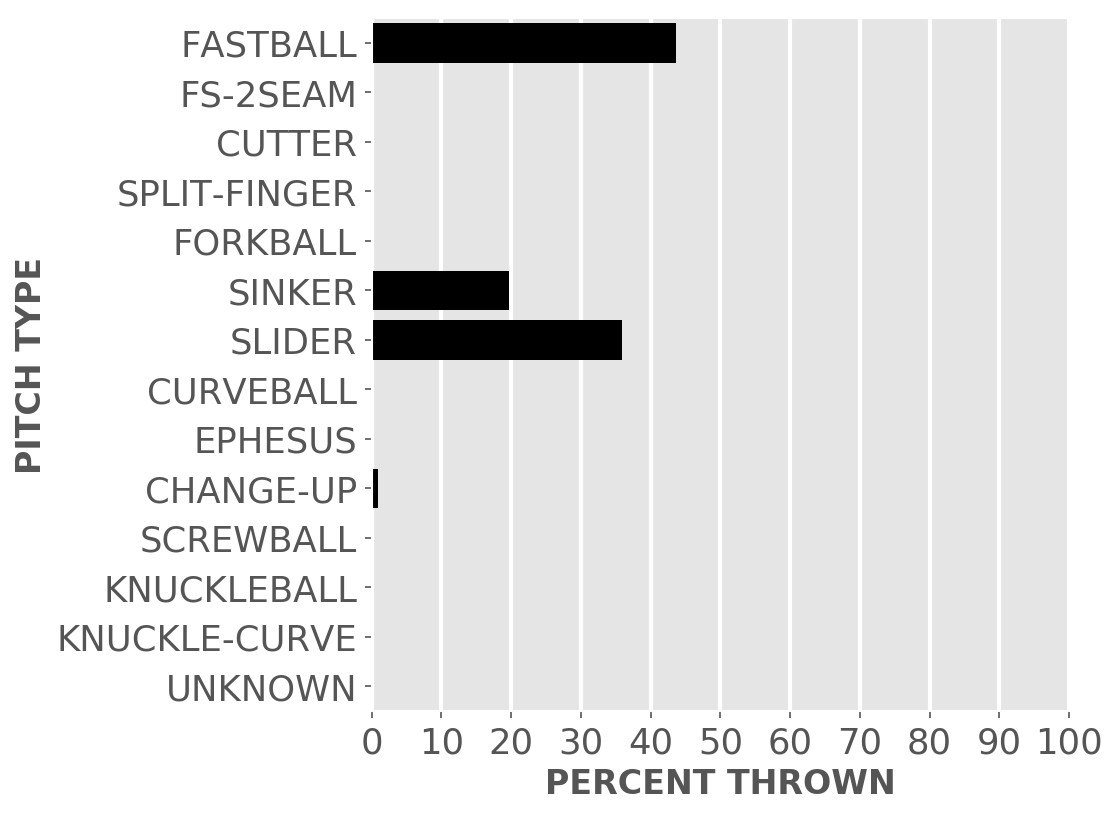 FASTBALL
FS-2SEAM
CUTTER
SPLIT-FINGER
FORKBALL
SINKER
SLIDER
CURVEBALL
EPHESUS
CHANGE-UP
SCREWBALL
KNUCKLEBALL
KNUCKLE-CURVE
UNKNOWN
PITCH TYPE
0 10 20 30 40 50 60 70 80 90 100
PERCENT THROWN